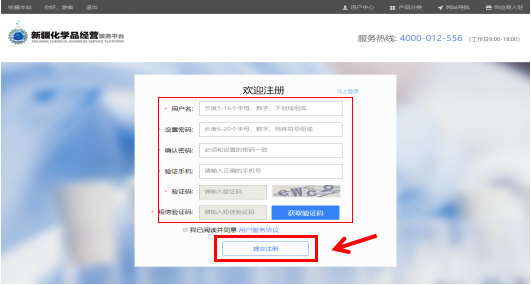 收藏本站 你好，游客 退出 用户中心 产品分类 网站导航 供应商入驻
新疆化学品经营服务平台
XINJIANG CHEMICAL BUSINESS SERVICE PLATFORM
服务热线: 4000-012-556 (工作日9:00-18:00)
欢迎注册 马上登录
* 用户名: 长度5-16个字母、数字、下划线组成
* 设置密码: 长度6-20个字母、数字、特殊符号组成
* 确认密码: 必须和设置的密码一致
* 验证手机: 请输入正确的手机号
* 验证码: 请输入验证码
* 短信验证码: 请输入短信验证码 获取验证码
我已阅读并同意 用户服务协议
提交注册